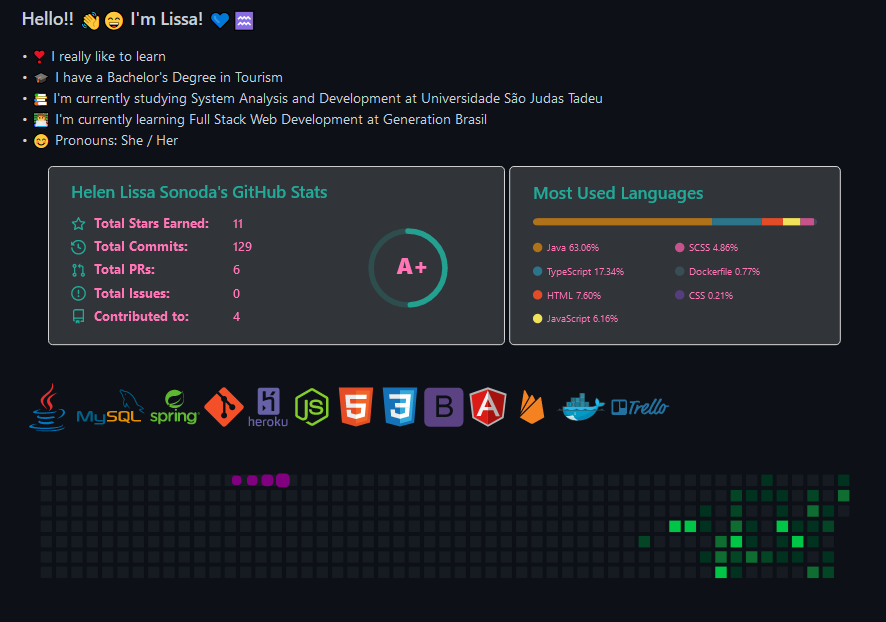 Hello!! 👋😄 I'm Lissa! 💙♒
• ❣ I really like to learn
• 🎓 I have a Bachelor's Degree in Tourism
• 📚 I'm currently studying System Analysis and Development at Universidade São Judas Tadeu
• 👩‍💻 I'm currently learning Full Stack Web Development at Generation Brasil
• 😊 Pronouns: She / Her
Helen Lissa Sonoda's GitHub Stats
Total Stars Earned: 11
Total Commits: 129
Total PRs: 6
Total Issues: 0
Contributed to: 4
A+
Most Used Languages
Java 63.06%
TypeScript 17.34%
HTML 7.60%
JavaScript 6.16%
SCSS 4.86%
Dockerfile 0.77%
CSS 0.21%
MySQL
spring
H
heroku
JS
5
3
B
A
Trello